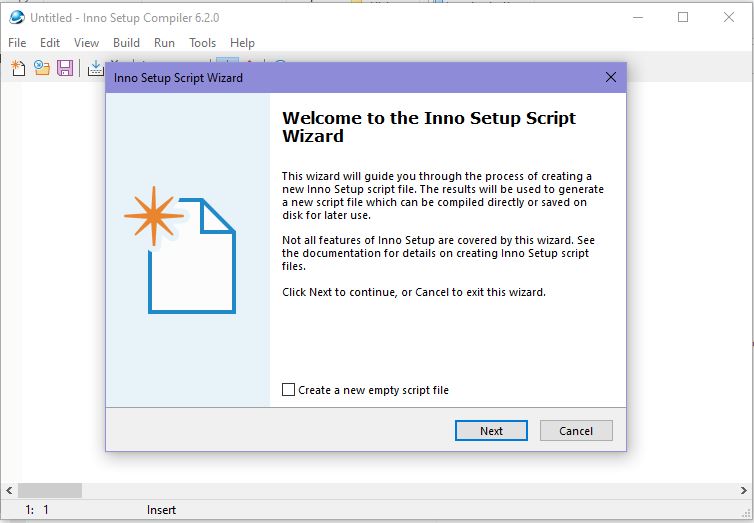 Untitled - Inno Setup Compiler 6.2.0
File Edit View Build Run Tools Help
Inno Setup Script Wizard
Welcome to the Inno Setup Script
Wizard
This wizard will guide you through the process of creating a
new Inno Setup script file. The results will be used to generate
a new script file which can be compiled directly or saved on
disk for later use.
Not all features of Inno Setup are covered by this wizard. See
the documentation for details on creating Inno Setup script
files.
Click Next to continue, or Cancel to exit this wizard.
Create a new empty script file
Next Cancel
1: 1 Insert